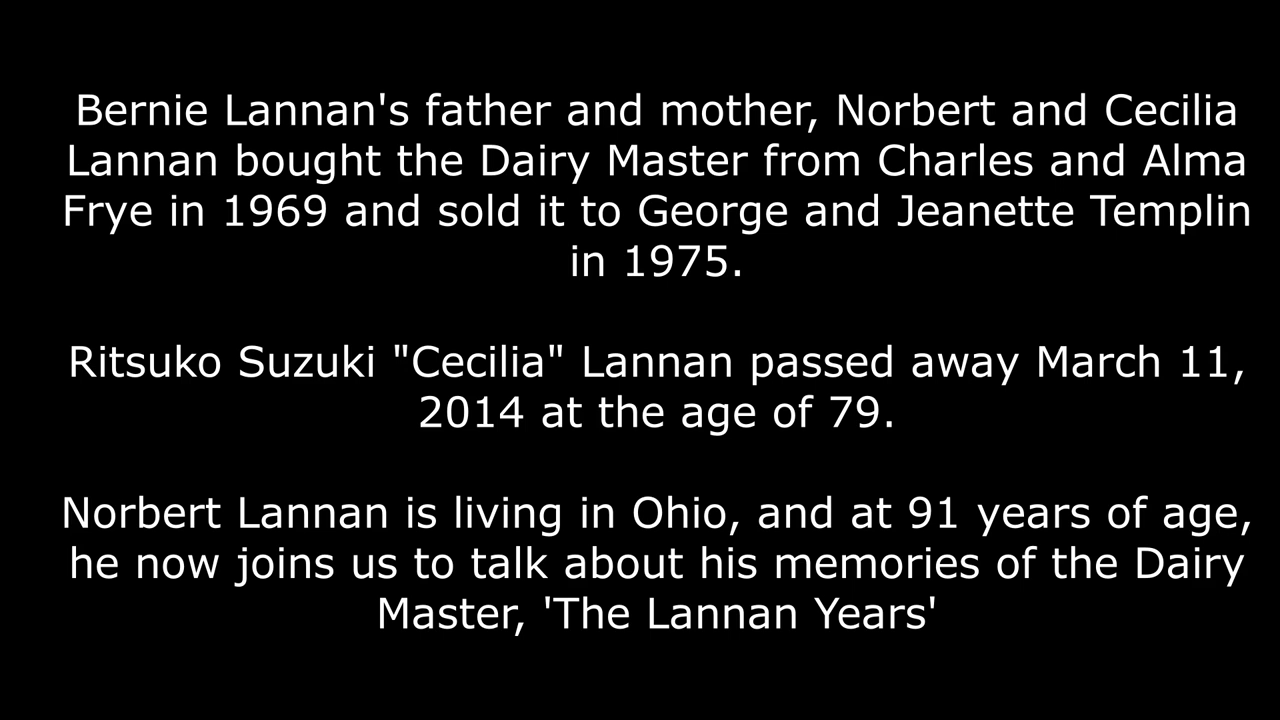 Bernie Lannan's father and mother, Norbert and Cecilia
Lannan bought the Dairy Master from Charles and Alma
Frye in 1969 and sold it to George and Jeanette Templin
in 1975.
Ritsuko Suzuki "Cecilia" Lannan passed away March 11,
2014 at the age of 79.
Norbert Lannan is living in Ohio, and at 91 years of age,
he now joins us to talk about his memories of the Dairy
Master, 'The Lannan Years'